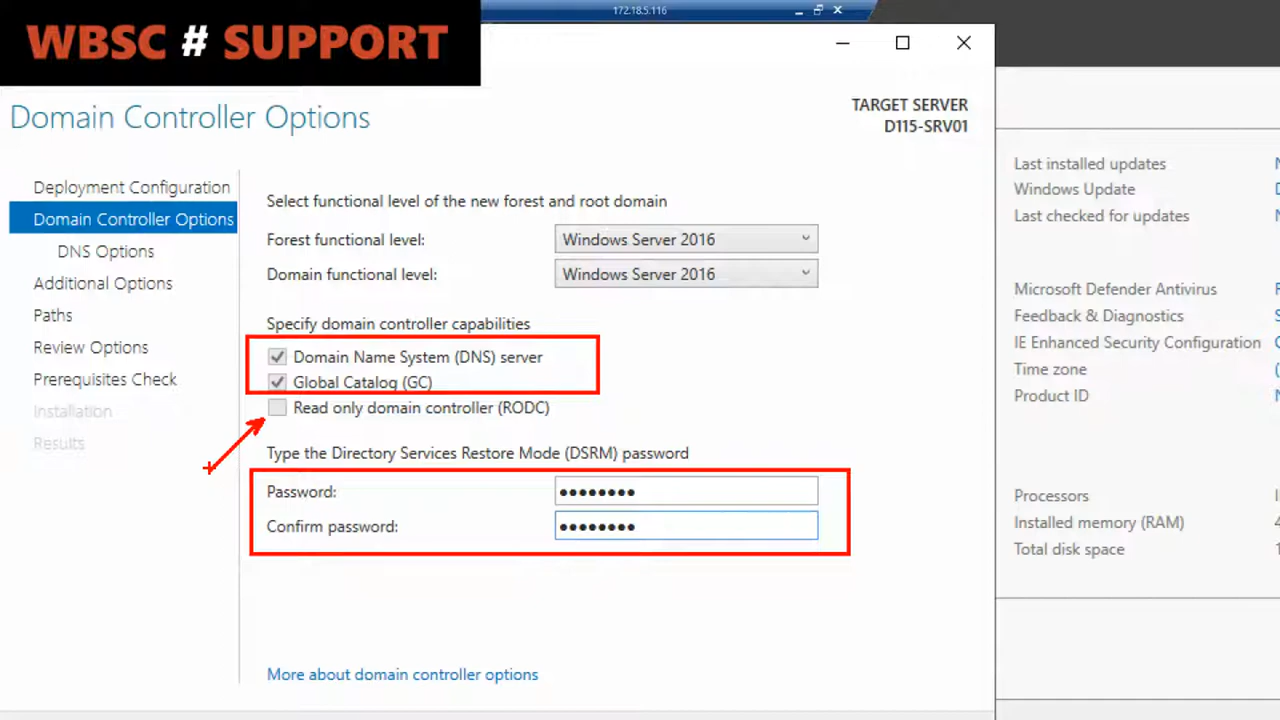 172.18.5.116
WBSC # SUPPORT
Domain Controller Options
TARGET SERVER
D115-SRV01
Deployment Configuration
Domain Controller Options
DNS Options
Additional Options
Paths
Review Options
Prerequisites Check
Installation
Results
Select functional level of the new forest and root domain
Forest functional level: Windows Server 2016
Domain functional level: Windows Server 2016
Specify domain controller capabilities
Domain Name System (DNS) server
Global Catalog (GC)
Read only domain controller (RODC)
Type the Directory Services Restore Mode (DSRM) password
Password: ●●●●●●●●
Confirm password: ●●●●●●●●
More about domain controller options
Last installed updates
Windows Update
Last checked for updates
Microsoft Defender Antivirus
Feedback & Diagnostics
IE Enhanced Security Configuration
Time zone
Product ID
Processors
Installed memory (RAM)
Total disk space